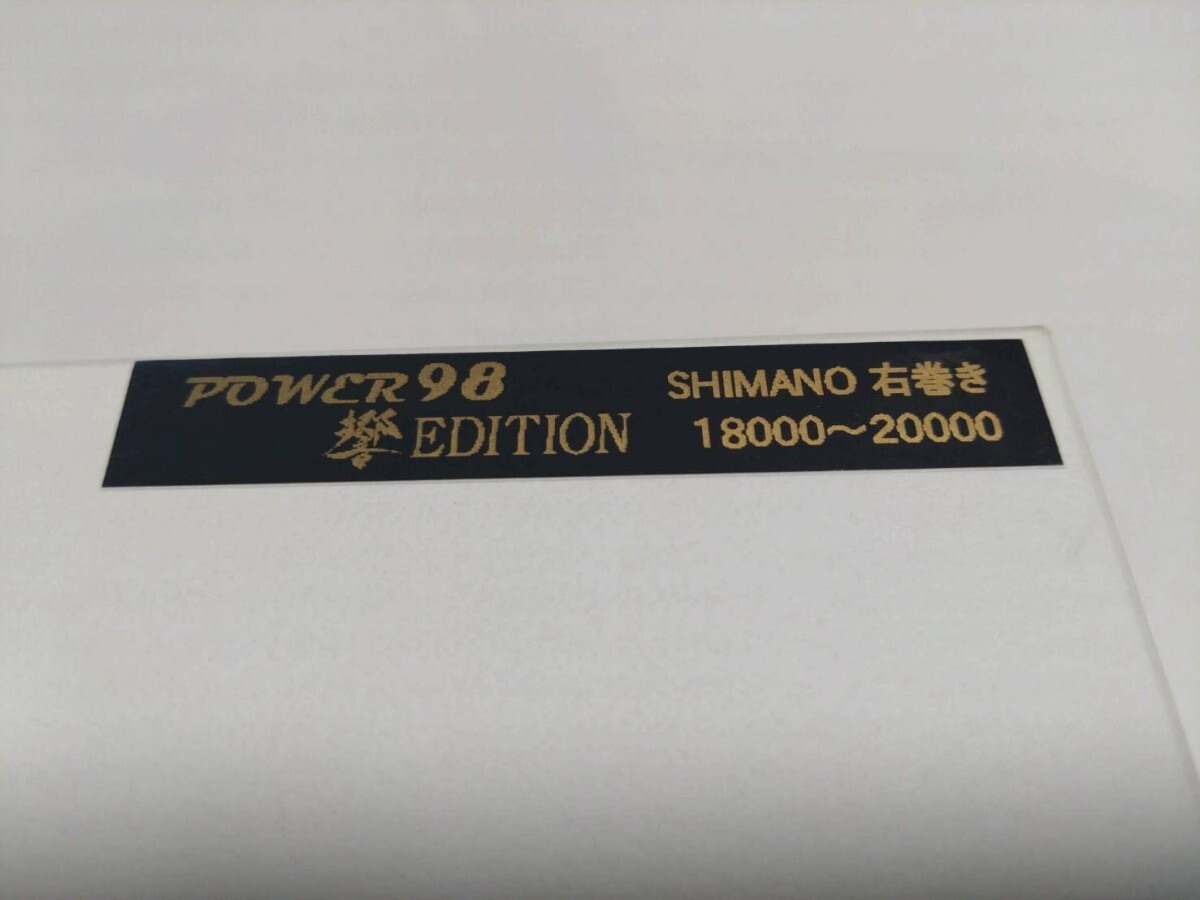 POWER98
響EDITION
SHIMANO 右巻き
18000〜20000